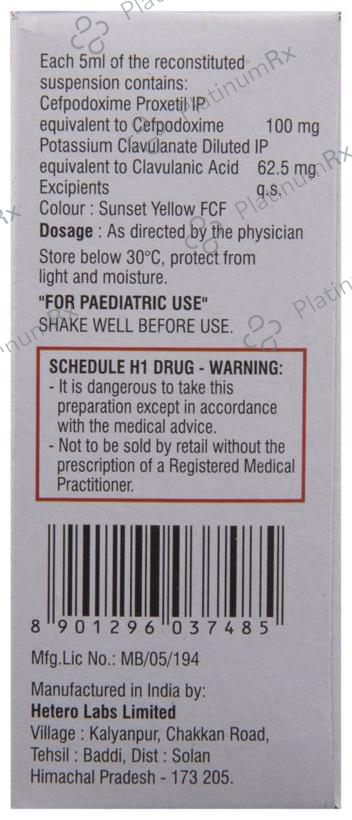 Each 5ml of the reconstituted
suspension contains:
Cefpodoxime Proxetil IP
equivalent to Cefpodoxime 100 mg
Potassium Clavulanate Diluted IP
equivalent to Clavulanic Acid 62.5 mg
Excipients q.s.
Colour : Sunset Yellow FCF
Dosage : As directed by the physician
Store below 30°C, protect from
light and moisture.
"FOR PAEDIATRIC USE"
SHAKE WELL BEFORE USE.
SCHEDULE H1 DRUG - WARNING:
- It is dangerous to take this
preparation except in accordance
with the medical advice.
- Not to be sold by retail without the
prescription of a Registered Medical
Practitioner.
8 901296 037485
Mfg.Lic No.: MB/05/194
Manufactured in India by:
Hetero Labs Limited
Village : Kalyanpur, Chakkan Road,
Tehsil : Baddi, Dist : Solan
Himachal Pradesh - 173 205.
PlatinumRx
PlatinumRx
PlatinumRx